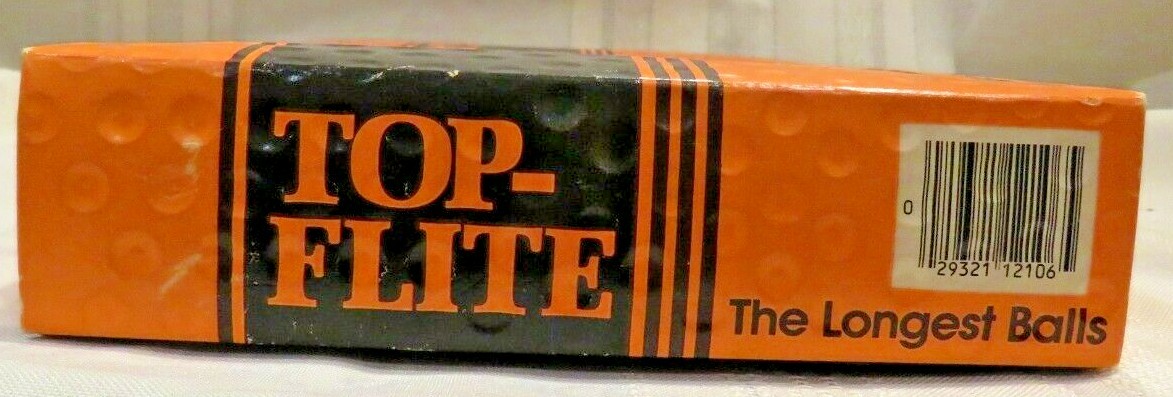 TOP-
FLITE
0
29321 12106
The Longest Balls